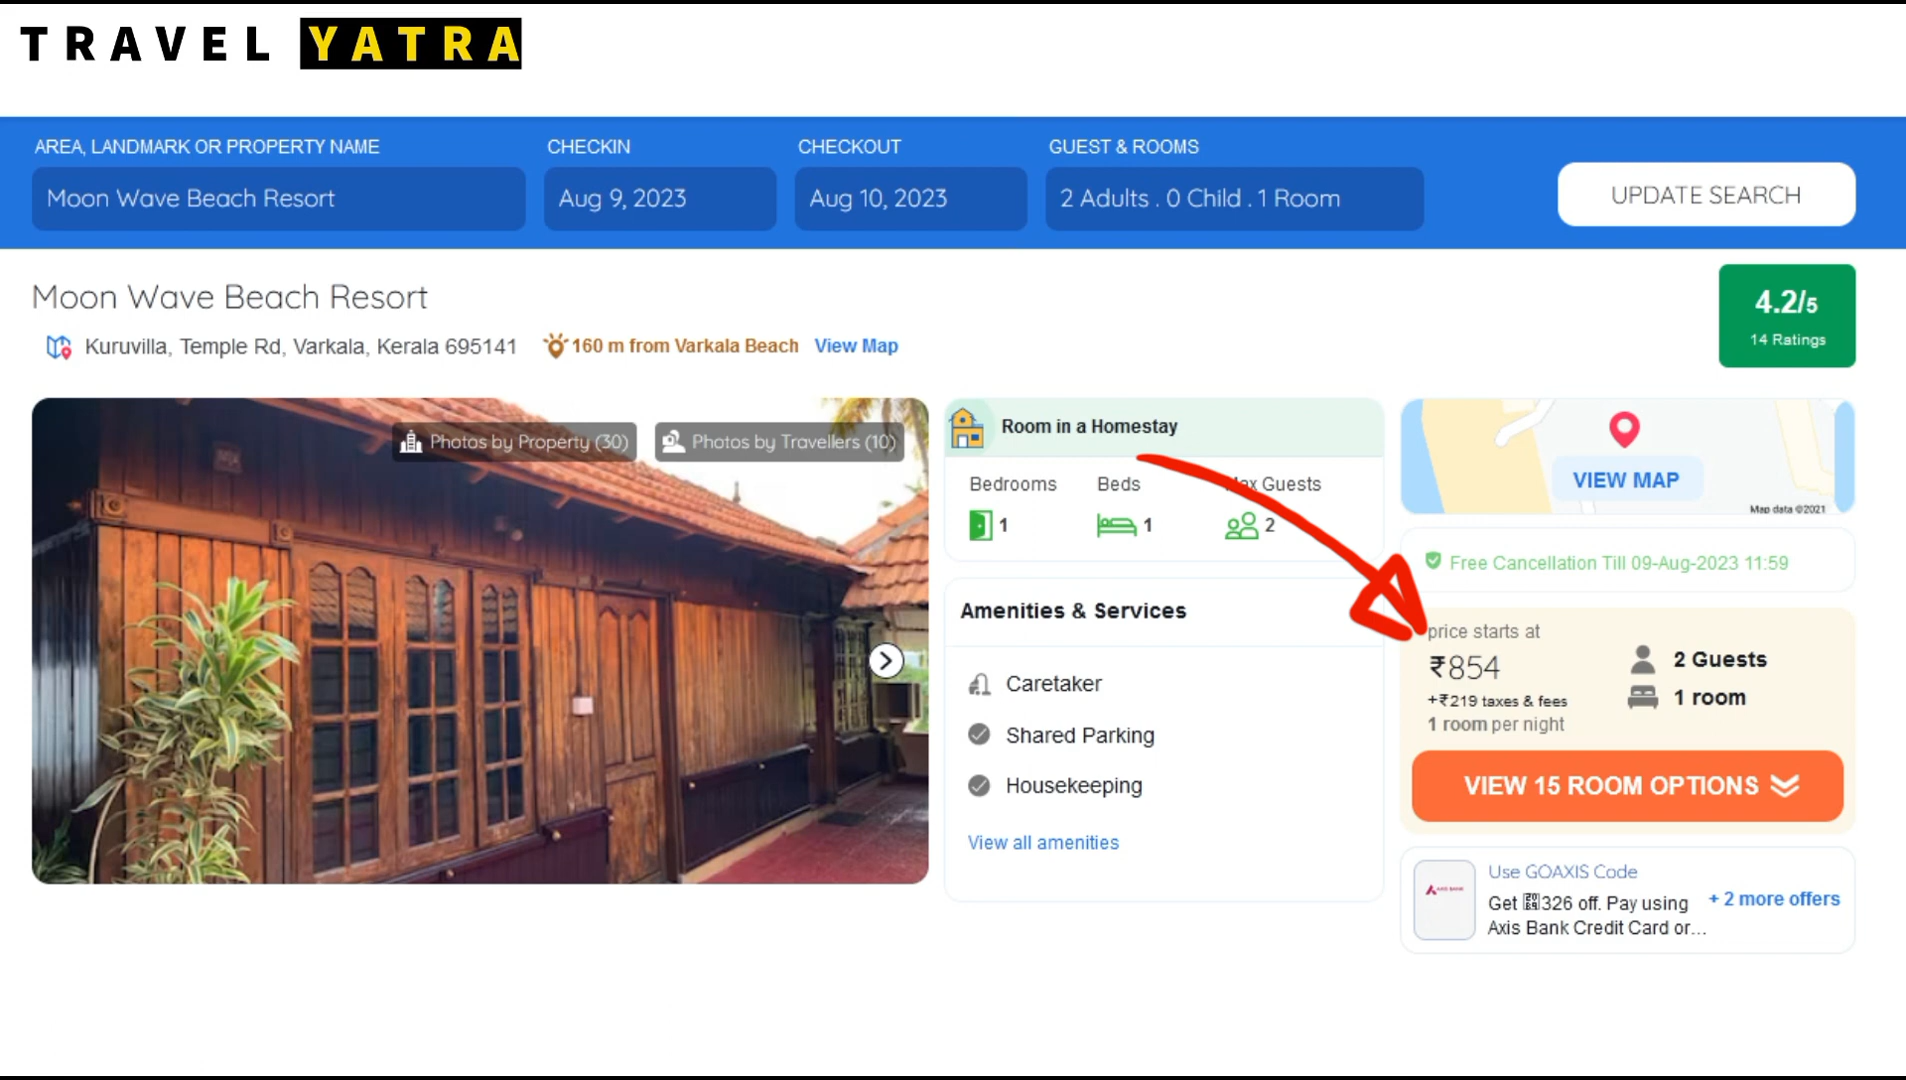 TRAVEL YATRA
AREA, LANDMARK OR PROPERTY NAME
Moon Wave Beach Resort
CHECKIN
Aug 9, 2023
CHECKOUT
Aug 10, 2023
GUEST & ROOMS
2 Adults . 0 Child . 1 Room
UPDATE SEARCH
Moon Wave Beach Resort
Kuruvilla, Temple Rd, Varkala, Kerala 695141
160 m from Varkala Beach
View Map
4.2/5
14 Ratings
Photos by Property (30)
Photos by Travellers (10)
Room in a Homestay
Bedrooms
1
Beds
1
Guests
2
Amenities & Services
Caretaker
Shared Parking
Housekeeping
View all amenities
VIEW MAP
Map data ©2021
Free Cancellation Till 09-Aug-2023 11:59
price starts at
₹854
+₹219 taxes & fees
1 room per night
2 Guests
1 room
VIEW 15 ROOM OPTIONS
AXIS BANK
Use GOAXIS Code
Get 326 off. Pay using
Axis Bank Credit Card or...
+ 2 more offers